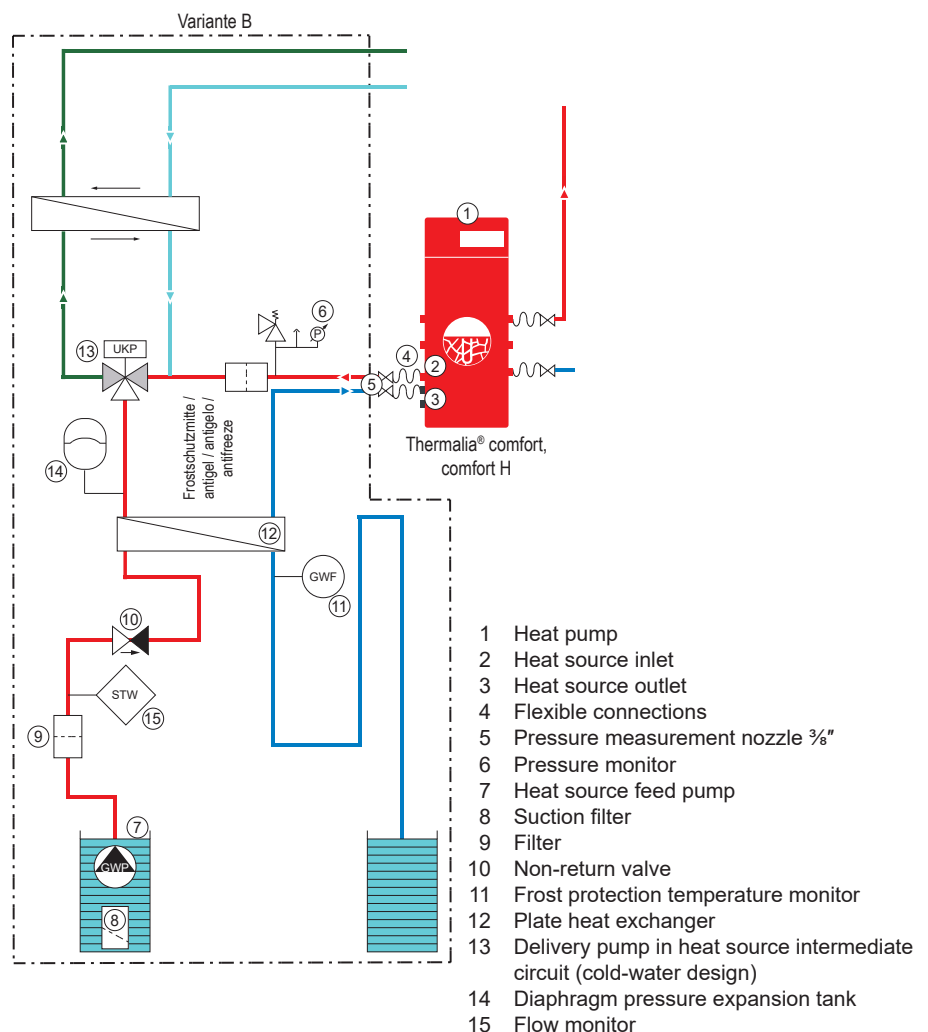 Variante B
1
6
P
13
UKP
4
2
5
3
Thermalia® comfort,
comfort H
Frostschutzmitte /
antigel / antigelo /
antifreeze
14
12
GWF
11
10
STW
15
9
7
GWP
8
1 Heat pump
2 Heat source inlet
3 Heat source outlet
4 Flexible connections
5 Pressure measurement nozzle ⅜"
6 Pressure monitor
7 Heat source feed pump
8 Suction filter
9 Filter
10 Non-return valve
11 Frost protection temperature monitor
12 Plate heat exchanger
13 Delivery pump in heat source intermediate
circuit (cold-water design)
14 Diaphragm pressure expansion tank
15 Flow monitor